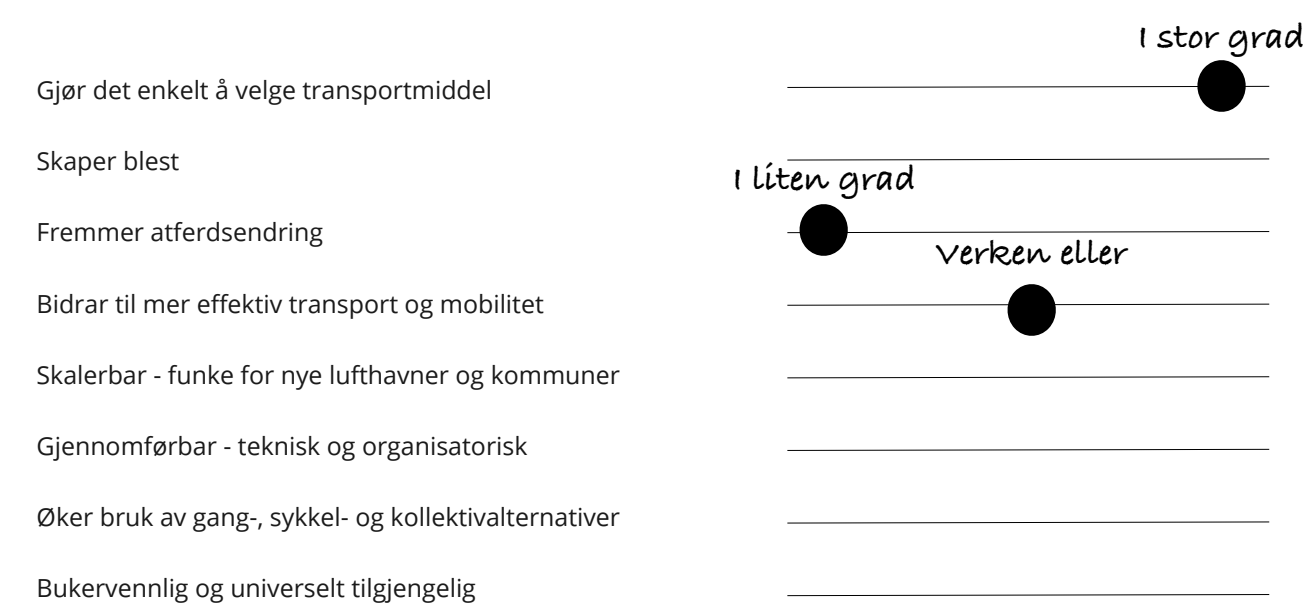 I stor grad
Gjør det enkelt å velge transportmiddel
Skaper blest
I liten grad
Fremmer atferdsendring
Verken eller
Bidrar til mer effektiv transport og mobilitet
Skalerbar - funke for nye lufthavner og kommuner
Gjennomførbar - teknisk og organisatorisk
Øker bruk av gang-, sykkel- og kollektivalternativer
Bukervennlig og universelt tilgjengelig